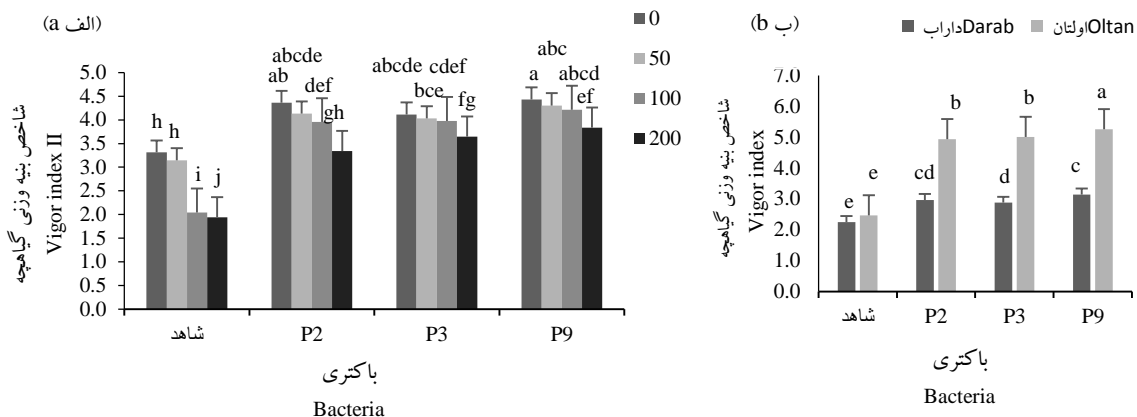 (الف a)
0
50
100
200
شاخص بنیه وزنی گیاهچه
Vigor index II
5.0
4.5
4.0
3.5
3.0
2.5
2.0
1.5
1.0
0.5
0.0
h h i j
ab abcde def gh
abcde bce cdef fg
a abc abcd ef
شاهد P2 P3 P9
باکتری
Bacteria
(ب b)
دارابDarab اولتانOltan
شاخص بنیه وزنی گیاهچه
Vigor index
7.0
6.0
5.0
4.0
3.0
2.0
1.0
0.0
e e cd b d b c a
شاهد P2 P3 P9
باکتری
Bacteria